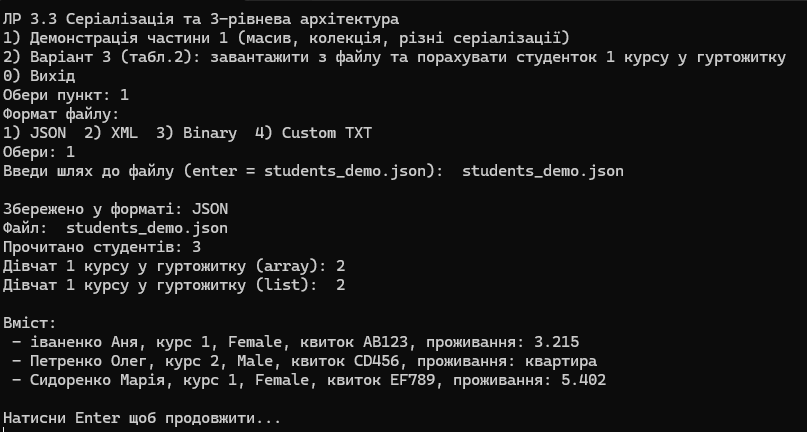 ЛР 3.3 Серіалізація та 3-рівнева архітектура
1) Демонстрація частини 1 (масив, колекція, різні серіалізації)
2) Варіант 3 (табл.2): завантажити з файлу та порахувати студенток 1 курсу у гуртожитку
0) Вихід
Обери пункт: 1
Формат файлу:
1) JSON  2) XML  3) Binary  4) Custom TXT
Обери: 1
Введи шлях до файлу (enter = students_demo.json):  students_demo.json
Збережено у форматі: JSON
Файл:  students_demo.json
Прочитано студентів: 3
Дівчат 1 курсу у гуртожитку (array): 2
Дівчат 1 курсу у гуртожитку (list):  2
Вміст:
 - іваненко Аня, курс 1, Female, квиток AB123, проживання: 3.215
 - Петренко Олег, курс 2, Male, квиток CD456, проживання: квартира
 - Сидоренко Марія, курс 1, Female, квиток EF789, проживання: 5.402
Натисни Enter щоб продовжити...